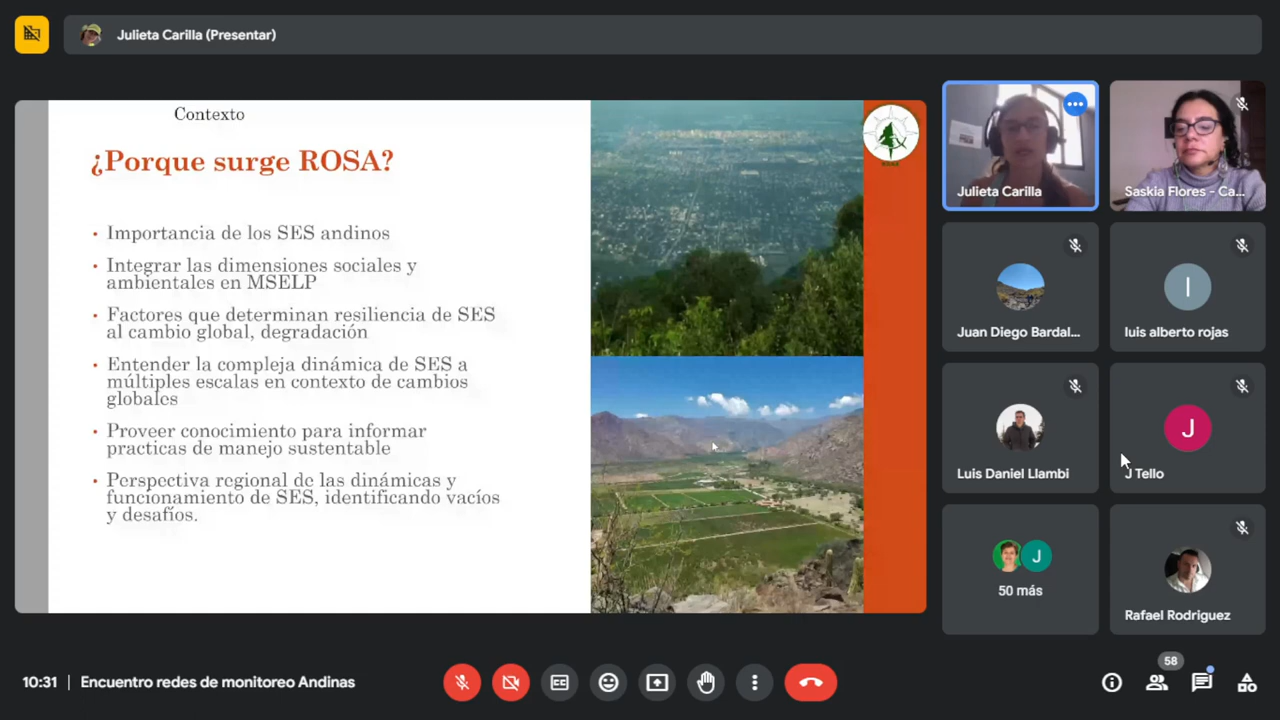 Julieta Carilla (Presentar)
Contexto
¿Porque surge ROSA?
• Importancia de los SES andinos
• Integrar las dimensiones sociales y
ambientales en MSELP
• Factores que determinan resiliencia de SES
al cambio global, degradación
• Entender la compleja dinámica de SES a
múltiples escalas en contexto de cambios
globales
• Proveer conocimiento para informar
practicas de manejo sustentable
• Perspectiva regional de las dinámicas y
funcionamiento de SES, identificando vacíos
y desafíos.
Julieta Carilla
Saskia Flores - Ca...
Juan Diego Bardal...
I
luis alberto rojas
Luis Daniel Llambi
J
J Tello
J
50 más
Rafael Rodriguez
10:31 | Encuentro redes de monitoreo Andinas
CC
58